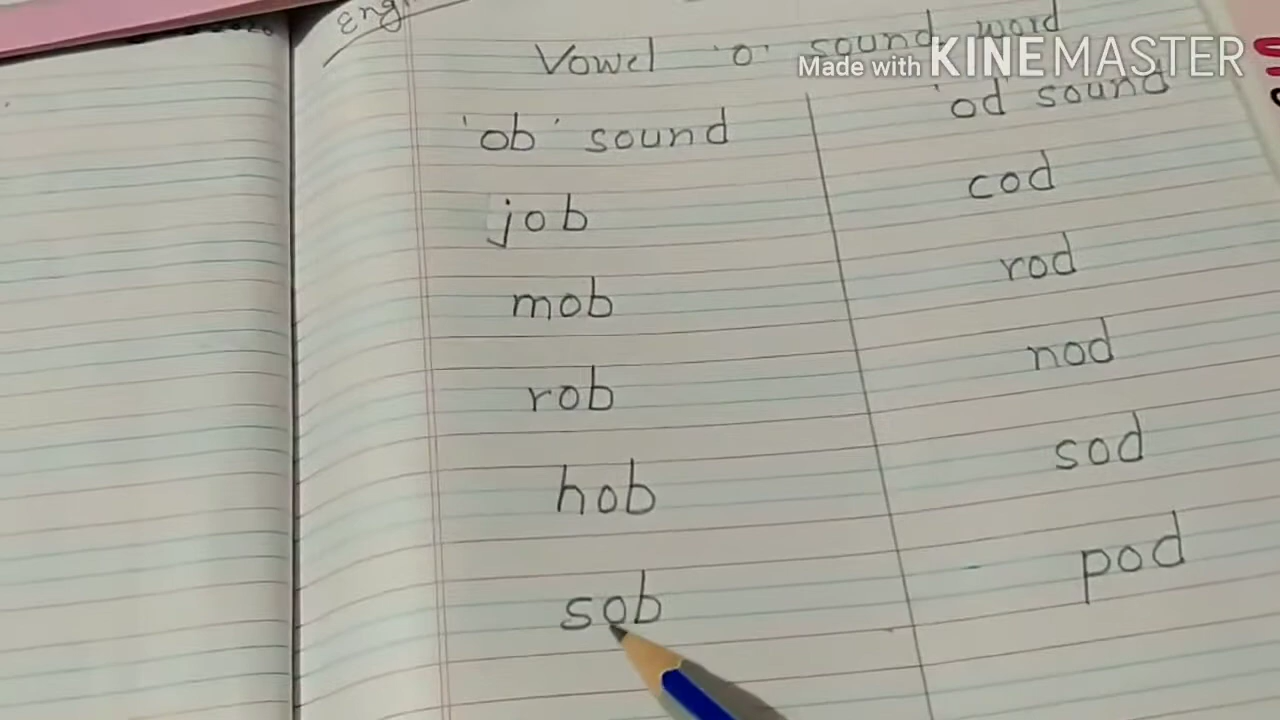 Eng
Vowel 'o' sound word
Made with KINEMASTER
'ob' sound
job
mob
rob
hob
sob
'od sound
cod
rod
nod
sod
pod